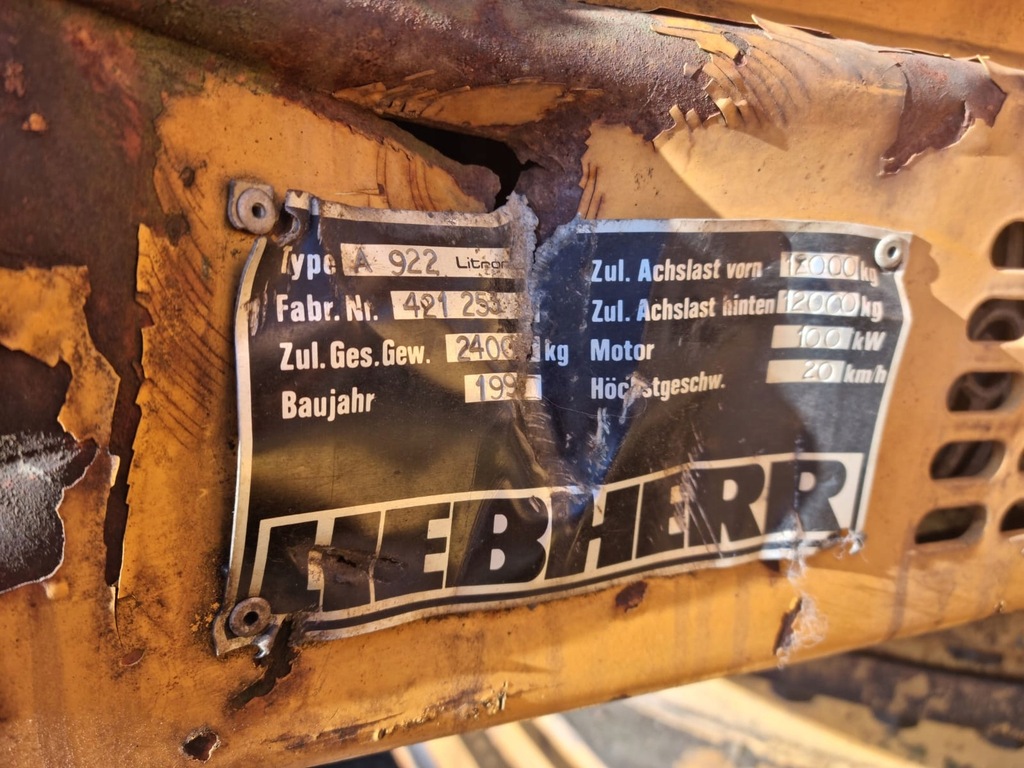 Type A 922 Litron
Fabr. Nr. 421 253
Zul. Ges. Gew. 2400 kg
Baujahr 199
Zul. Achslast vorn 12000 kg
Zul. Achslast hinten 12000 kg
Motor 100 kW
Höchstgeschw. 20 km/h
LIEBHERR